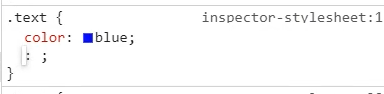 .text {
inspector-stylesheet:1
color: blue;
: ;
}